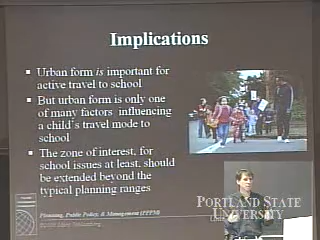 Implications
▪ Urban form is important for
active travel to school
▪ But urban form is only one
of many factors influencing
a child's travel mode to
school
▪ The zone of interest, for
school issues at least, should
be extended beyond the
typical planning ranges
Planning, Public Policy, & Management (PPPM)
PORTLAND STATE
UNIVERSITY